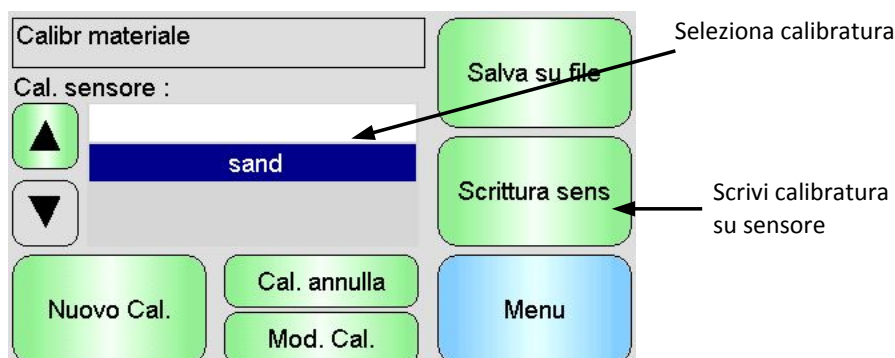 Calibr materiale
Seleziona calibratura
Salva su file
Cal. sensore :
sand
Scrittura sens
Scrivi calibratura
su sensore
Nuovo Cal.
Cal. annulla
Mod. Cal.
Menu